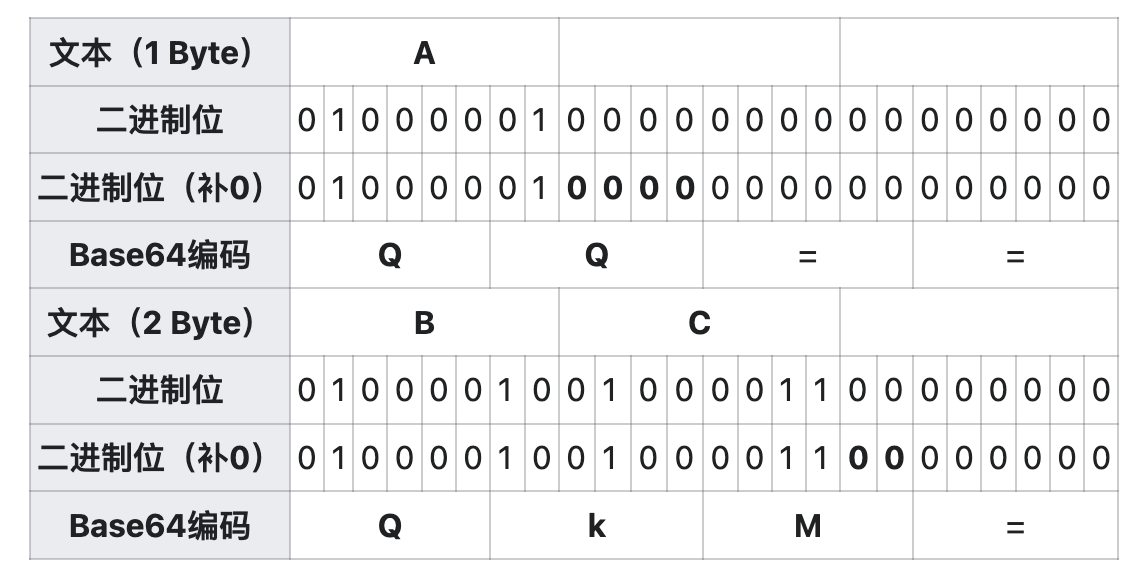 文本（1 Byte） A
二进制位 0 1 0 0 0 0 0 1 0 0 0 0 0 0 0 0 0 0 0 0 0 0 0 0
二进制位（补0） 0 1 0 0 0 0 0 1 0 0 0 0 0 0 0 0 0 0 0 0 0 0 0 0
Base64编码 Q Q = =
文本（2 Byte） B C
二进制位 0 1 0 0 0 0 1 0 0 1 0 0 0 0 1 1 0 0 0 0 0 0 0 0
二进制位（补0） 0 1 0 0 0 0 1 0 0 1 0 0 0 0 1 1 0 0 0 0 0 0 0 0
Base64编码 Q k M =